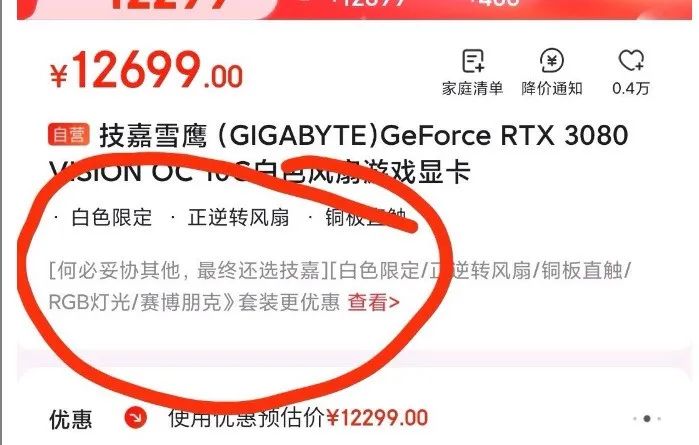 ¥12699.00
家庭清单 降价通知 0.4万
自营 技嘉雪鹰（GIGABYTE)GeForce RTX 3080
VISION OC 10G白色风扇游戏显卡
· 白色限定 · 正逆转风扇 · 铜板直触
[何必妥协其他，最终还选技嘉][白色限定/正逆转风扇/铜板直触/
RGB灯光/赛博朋克》套装更优惠 查看>
优惠 使用优惠预估价¥12299.00